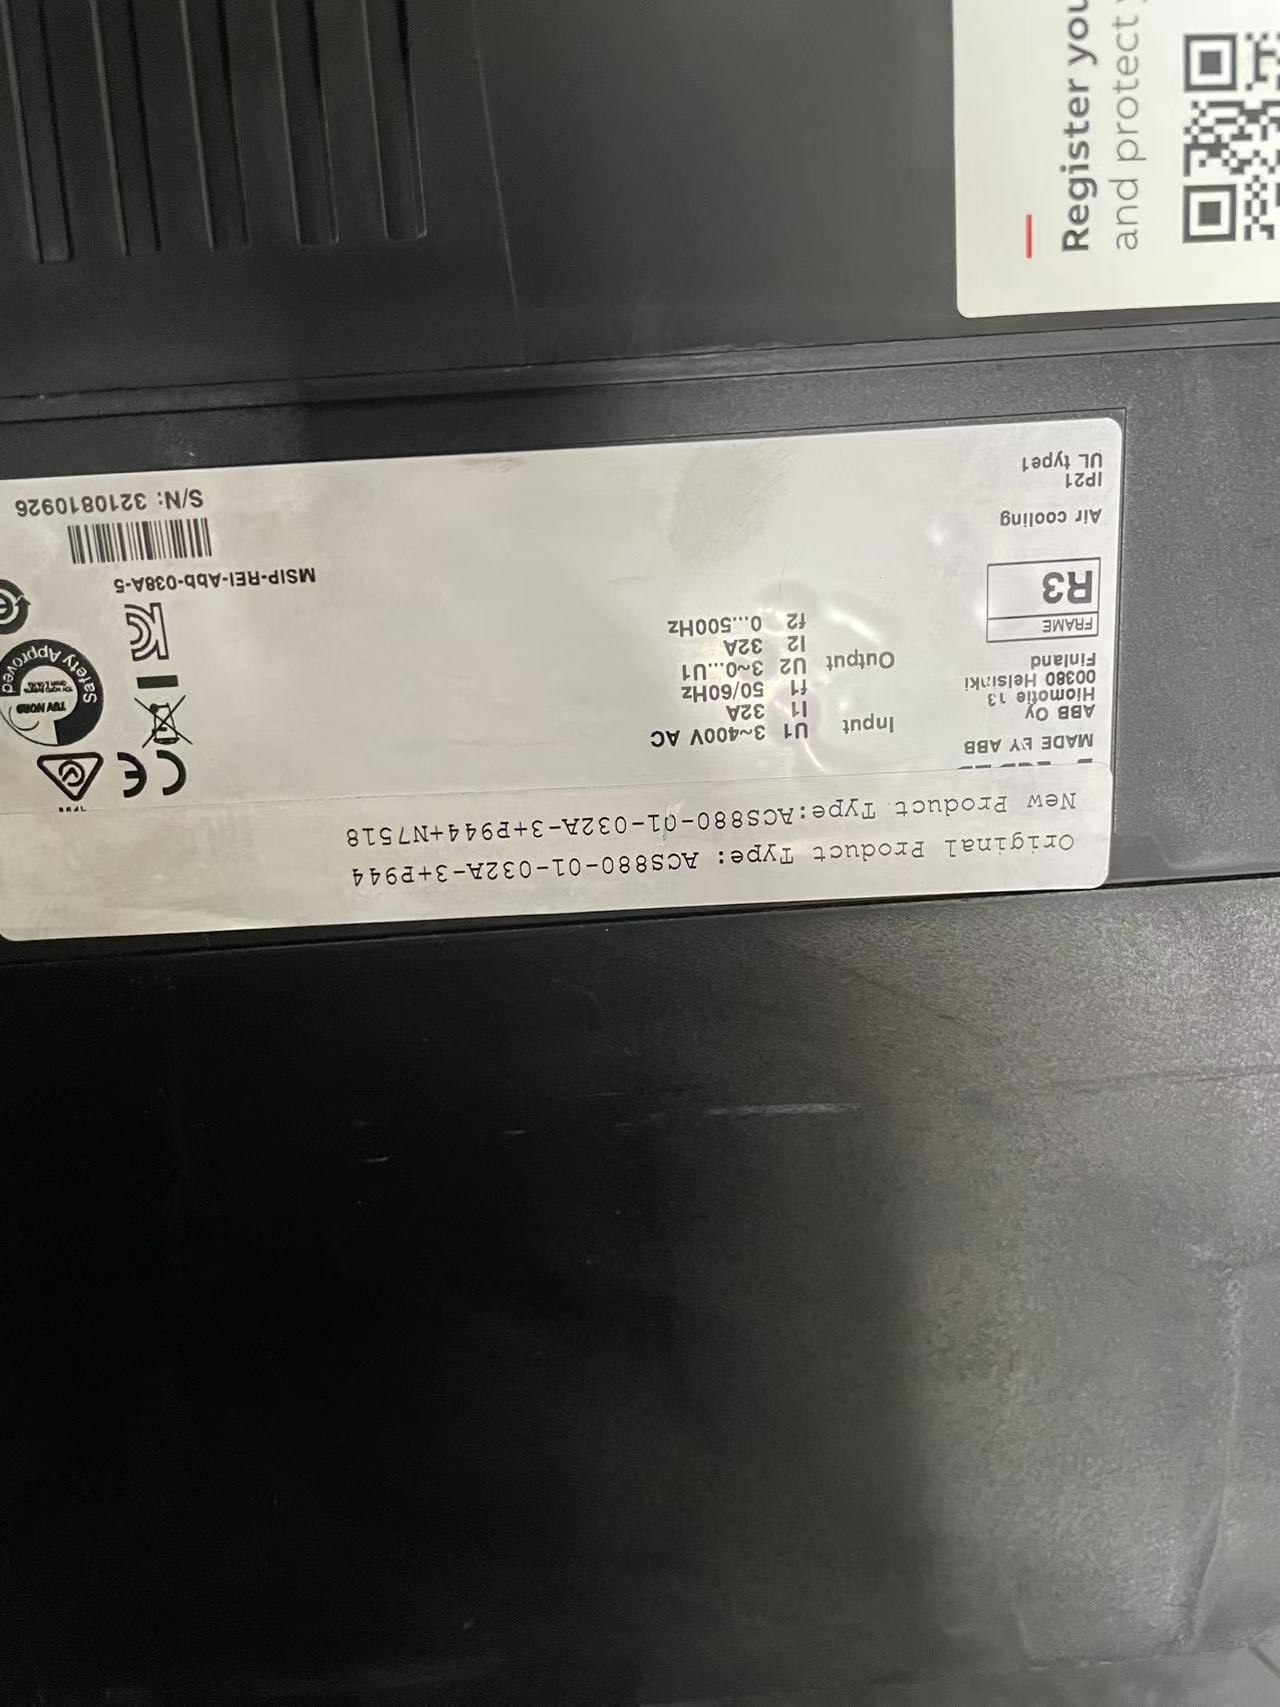 Original Product Type: ACS880-01-032A-3+P944
New Product Type:ACS880-01-032A-3+P944+N7518
MADE BY ABB
ABB Oy
Hiomotie 13
00380 Helsinki
Finland
FRAME
R3
Air cooling
IP21
UL type1
Input U1 3~400V AC
I1 32A
f1 50/60Hz
Output U2 3~0...U1
I2 32A
f2 0...500Hz
CE
TÜV NORD
Safety Approved
MSIP-REI-Abb-038A-5
S/N: 3210810926
Register you
and protect